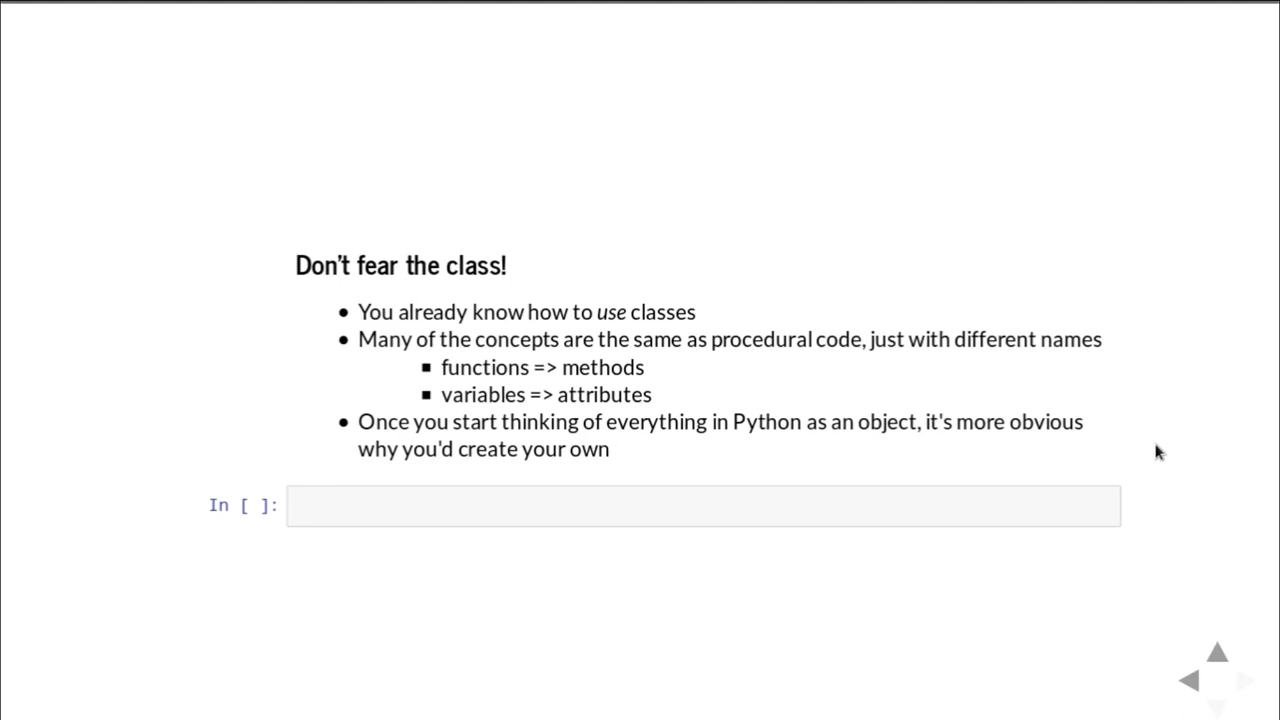 Don't fear the class!
• You already know how to use classes
• Many of the concepts are the same as procedural code, just with different names
▪ functions => methods
▪ variables => attributes
• Once you start thinking of everything in Python as an object, it's more obvious
why you'd create your own
In [ ]: